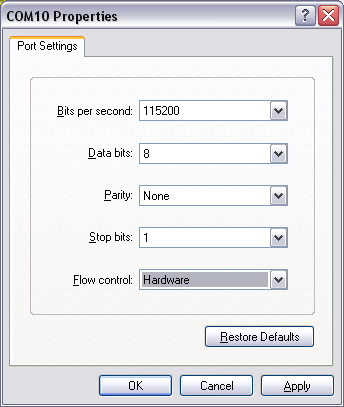 COM10 Properties
Port Settings
Bits per second: 115200
Data bits: 8
Parity: None
Stop bits: 1
Flow control: Hardware
Restore Defaults
OK Cancel Apply